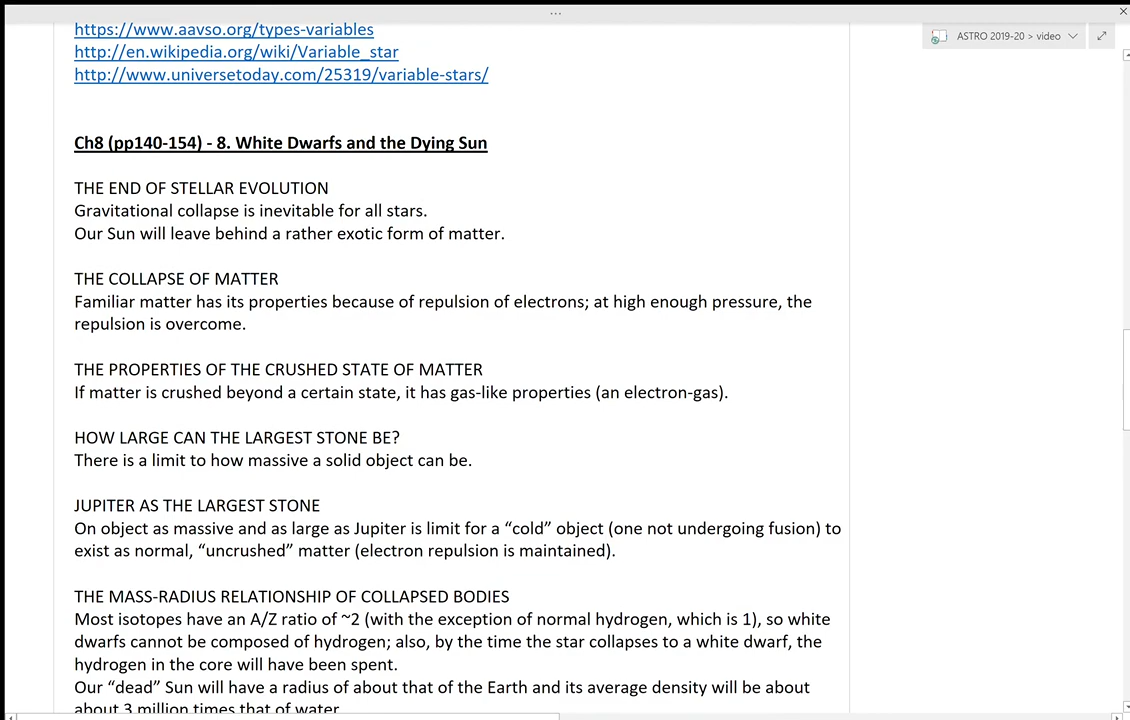 ...
https://www.aavso.org/types-variables
http://en.wikipedia.org/wiki/Variable_star
http://www.universetoday.com/25319/variable-stars/
ASTRO 2019-20 > video
Ch8 (pp140-154) - 8. White Dwarfs and the Dying Sun
THE END OF STELLAR EVOLUTION
Gravitational collapse is inevitable for all stars.
Our Sun will leave behind a rather exotic form of matter.
THE COLLAPSE OF MATTER
Familiar matter has its properties because of repulsion of electrons; at high enough pressure, the
repulsion is overcome.
THE PROPERTIES OF THE CRUSHED STATE OF MATTER
If matter is crushed beyond a certain state, it has gas-like properties (an electron-gas).
HOW LARGE CAN THE LARGEST STONE BE?
There is a limit to how massive a solid object can be.
JUPITER AS THE LARGEST STONE
On object as massive and as large as Jupiter is limit for a “cold” object (one not undergoing fusion) to
exist as normal, “uncrushed” matter (electron repulsion is maintained).
THE MASS-RADIUS RELATIONSHIP OF COLLAPSED BODIES
Most isotopes have an A/Z ratio of ~2 (with the exception of normal hydrogen, which is 1), so white
dwarfs cannot be composed of hydrogen; also, by the time the star collapses to a white dwarf, the
hydrogen in the core will have been spent.
Our “dead” Sun will have a radius of about that of the Earth and its average density will be about
about 3 million times that of water.